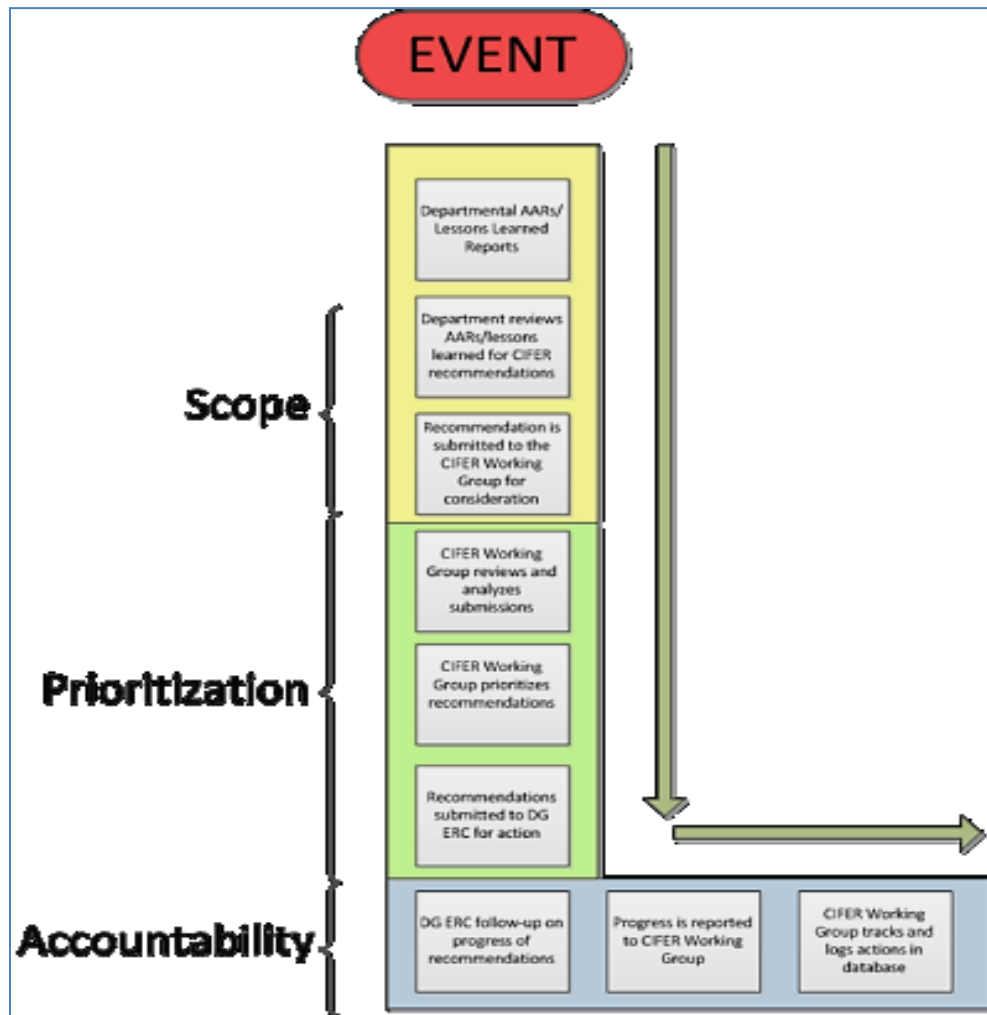 EVENT
Departmental AARs/
Lessons Learned
Reports
Department reviews
AARs/lessons
learned for CIFER
recommendations
Scope
Recommendation is
submitted to the
CIFER Working
Group for
consideration
CIFER Working
Group reviews and
analyzes
submissions
Prioritization
CIFER Working
Group prioritizes
recommendations
Recommendations
submitted to DG
ERC for action
Accountability
DG ERC follow-up on
progress of
recommendations
Progress is reported
to CIFER Working
Group
CIFER Working
Group tracks and
logs actions in
database